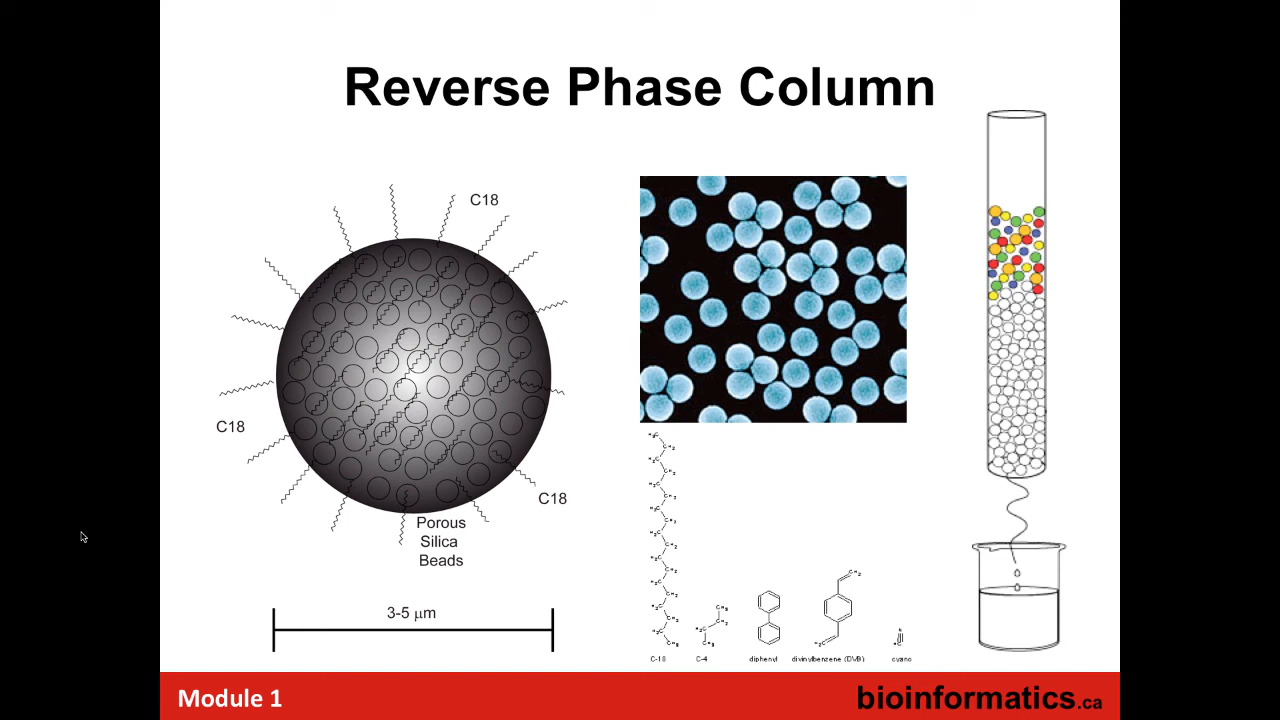 Reverse Phase Column
C18
C18
C18
Porous
Silica
Beads
3-5 μm
C-18
C-4
diphenyl
divinylbenzene (DVB)
cyano
Module 1
bioinformatics.ca